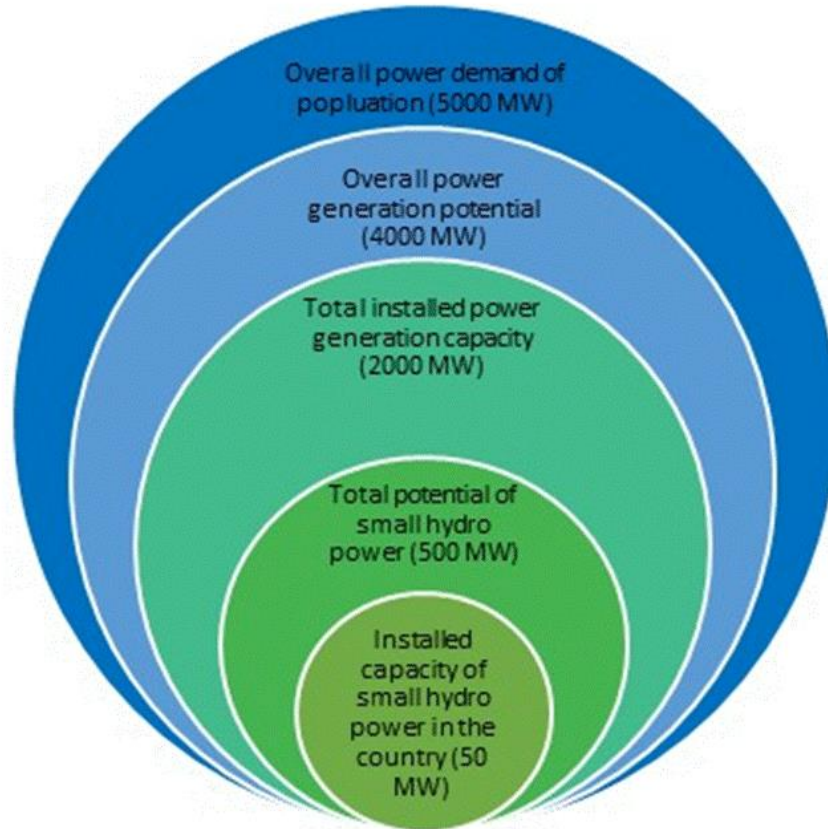 Overall power demand of
popluation (5000 MW)
Overall power
generation potential
(4000 MW)
Total installed power
generation capacity
(2000 MW)
Total potential of
small hydro
power (500 MW)
Installed
capacity of
small hydro
power in the
country (50
MW)